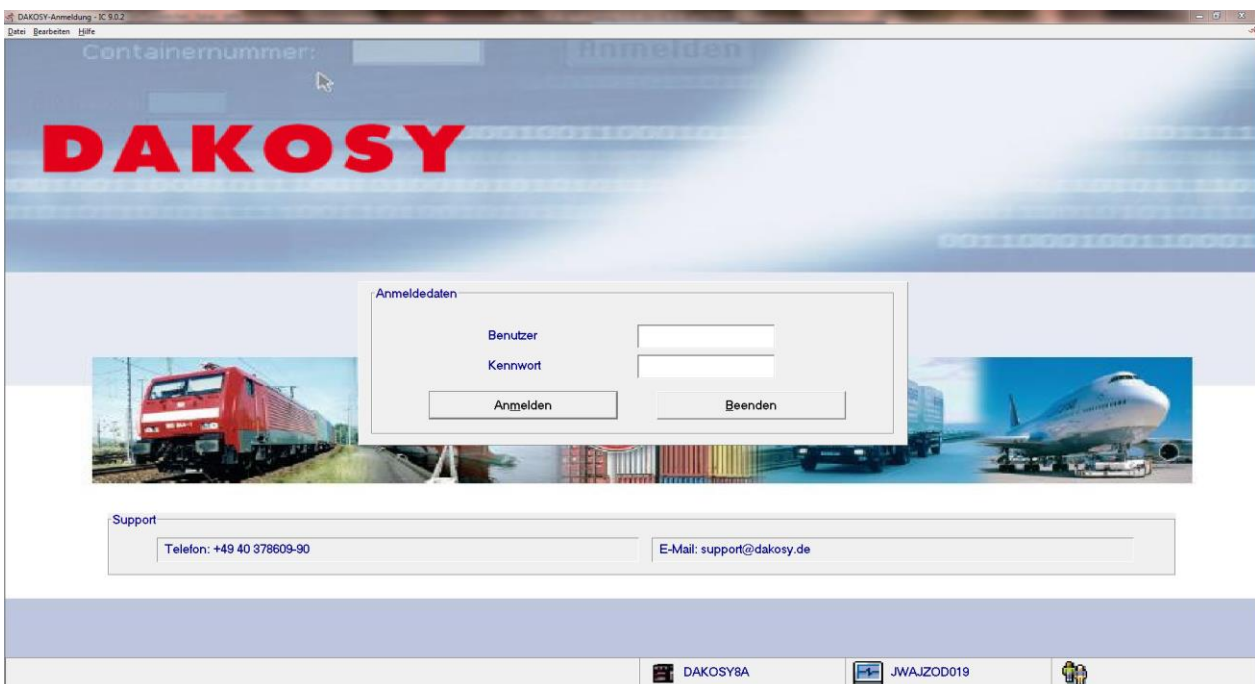 DAKOSY-Anmeldung - IC 9.0.2
Datei Bearbeiten Hilfe
Containernummer: Anmelden
DAKOSY
Anmeldedaten
Benutzer
Kennwort
Anmelden Beenden
Support
Telefon: +49 40 378609-90 E-Mail: support@dakosy.de
DAKOSY8A JWAJZOD019